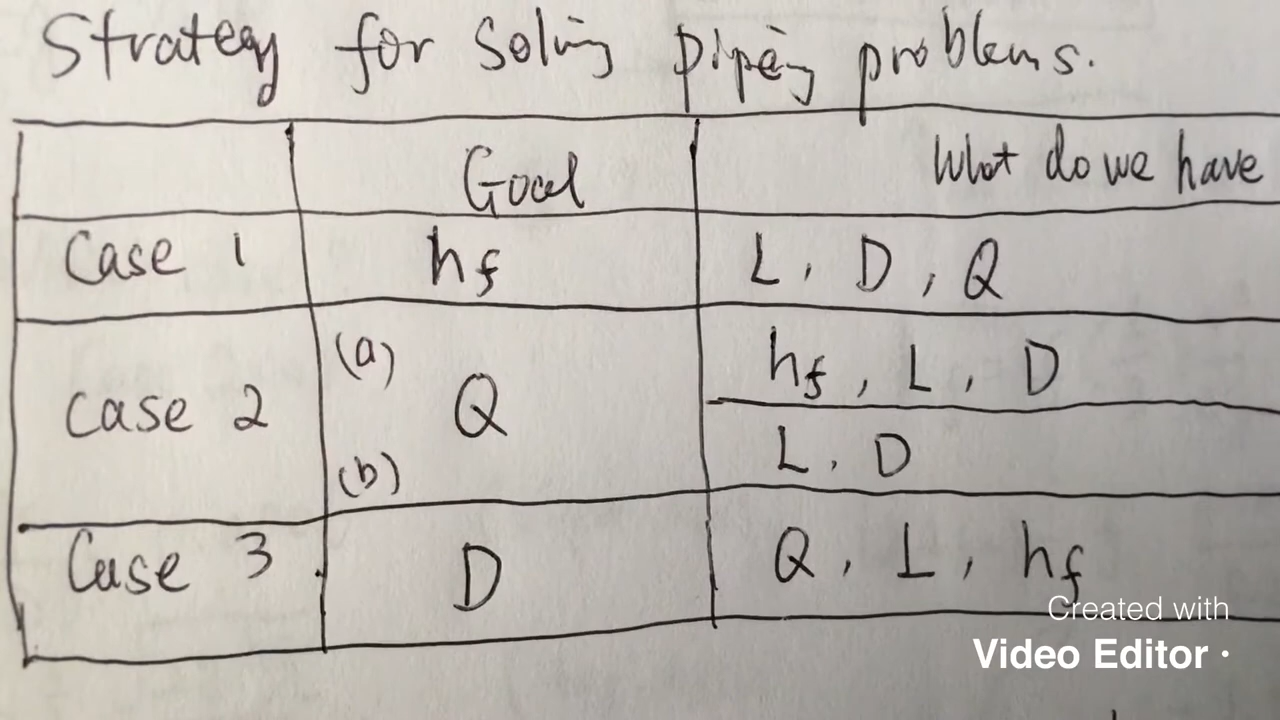 Strategy for Solving piping problems.
Goal What do we have
Case 1 hf L, D, Q
Case 2 (a) Q hf, L, D
(b) L, D
Case 3 D Q, L, hf
Created with
Video Editor